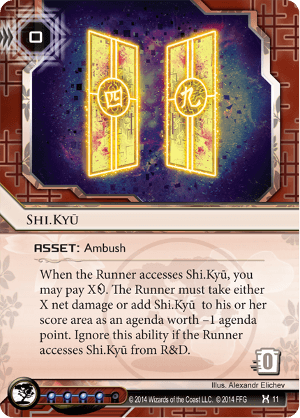 0
四 九
SHI.KYŪ
ASSET: Ambush
When the Runner accesses Shi.Kyū, you
may pay X. The Runner must take either
X net damage or add Shi.Kyū to his or her
score area as an agenda worth –1 agenda
point. Ignore this ability if the Runner
accesses Shi.Kyū from R&D.
0
Illus. Alexandr Elichev
© 2014 Wizards of the Coast LLC. © 2014 FFG 11